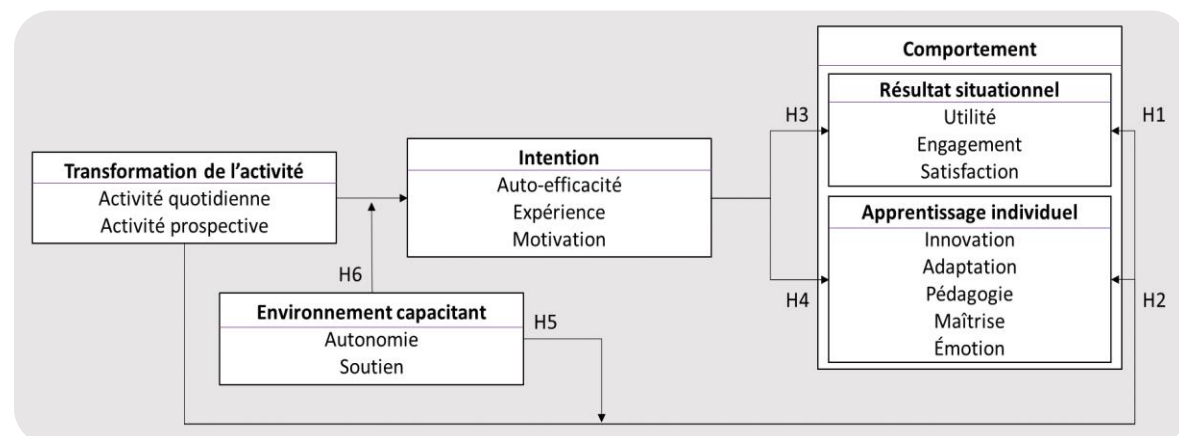 Comportement
Résultat situationnel
Utilité
Engagement
Satisfaction
H3
H1
Transformation de l'activité
Activité quotidienne
Activité prospective
Intention
Auto-efficacité
Expérience
Motivation
Apprentissage individuel
Innovation
Adaptation
Pédagogie
Maîtrise
Émotion
H4
H2
H6
Environnement capacitant
Autonomie
Soutien
H5